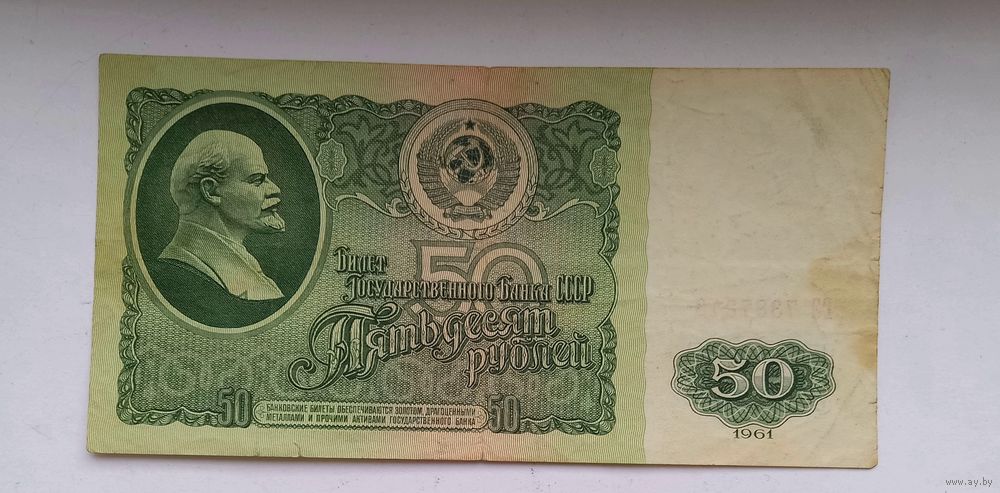 Билет
Государственного Банка СССР
50
Пятьдесят
рублей
50
БАНКОВСКИЕ БИЛЕТЫ ОБЕСПЕЧИВАЮТСЯ ЗОЛОТОМ, ДРАГОЦЕННЫМИ
МЕТАЛЛАМИ И ПРОЧИМИ АКТИВАМИ ГОСУДАРСТВЕННОГО БАНКА
50
50
1961
www.ay.by